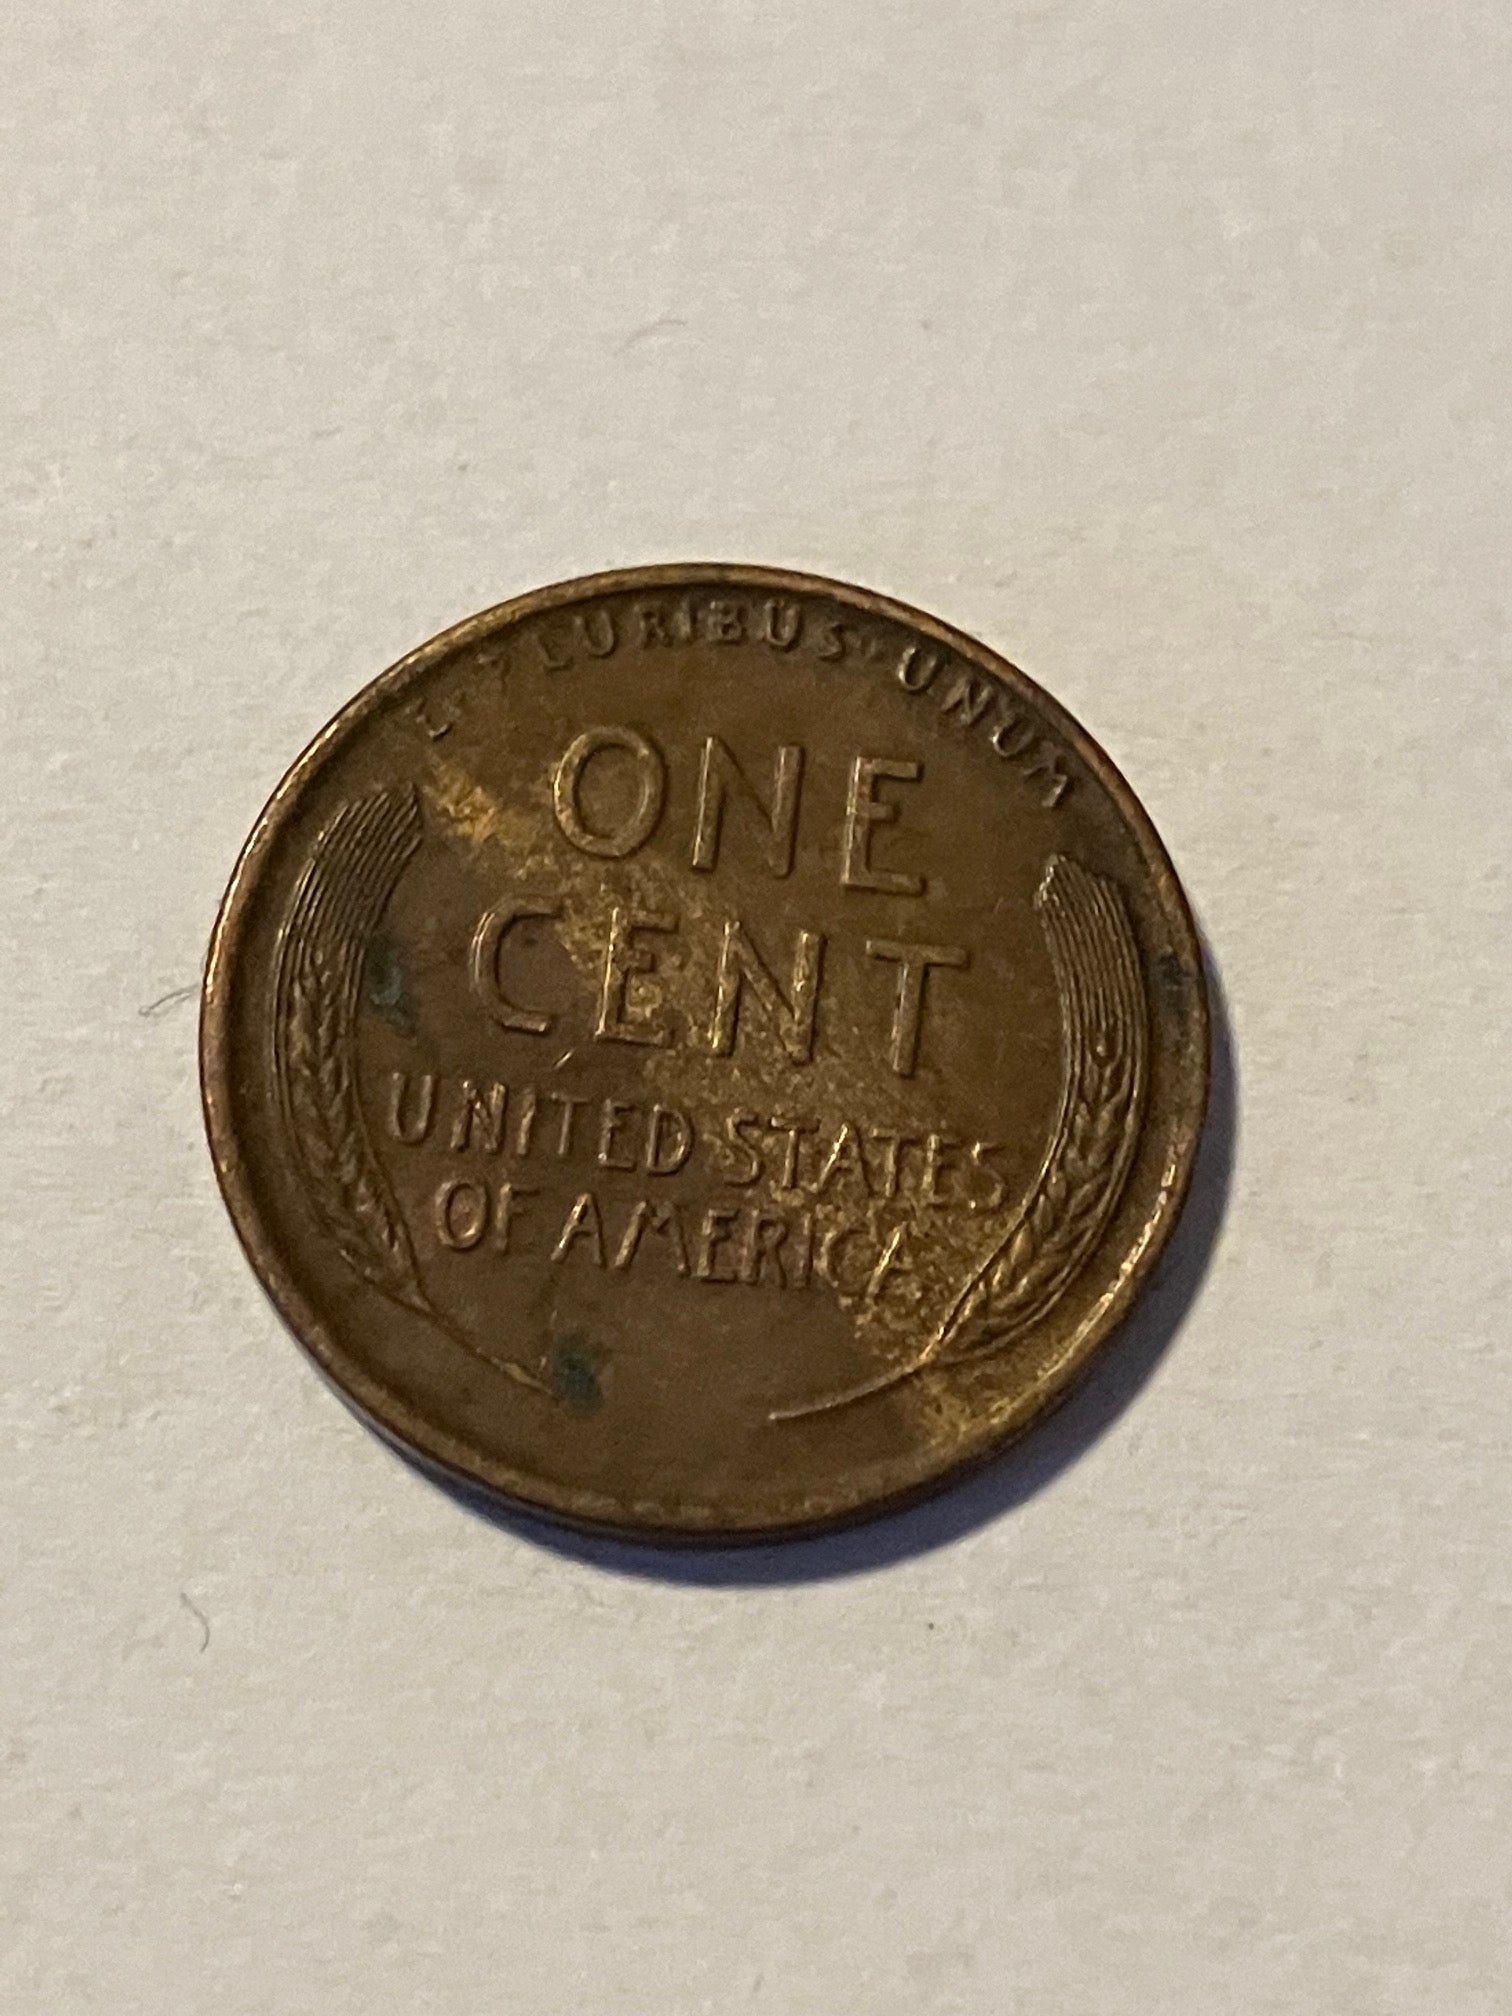 E·PLURIBUS·UNUM
ONE
CENT
UNITED STATES
OF AMERICA